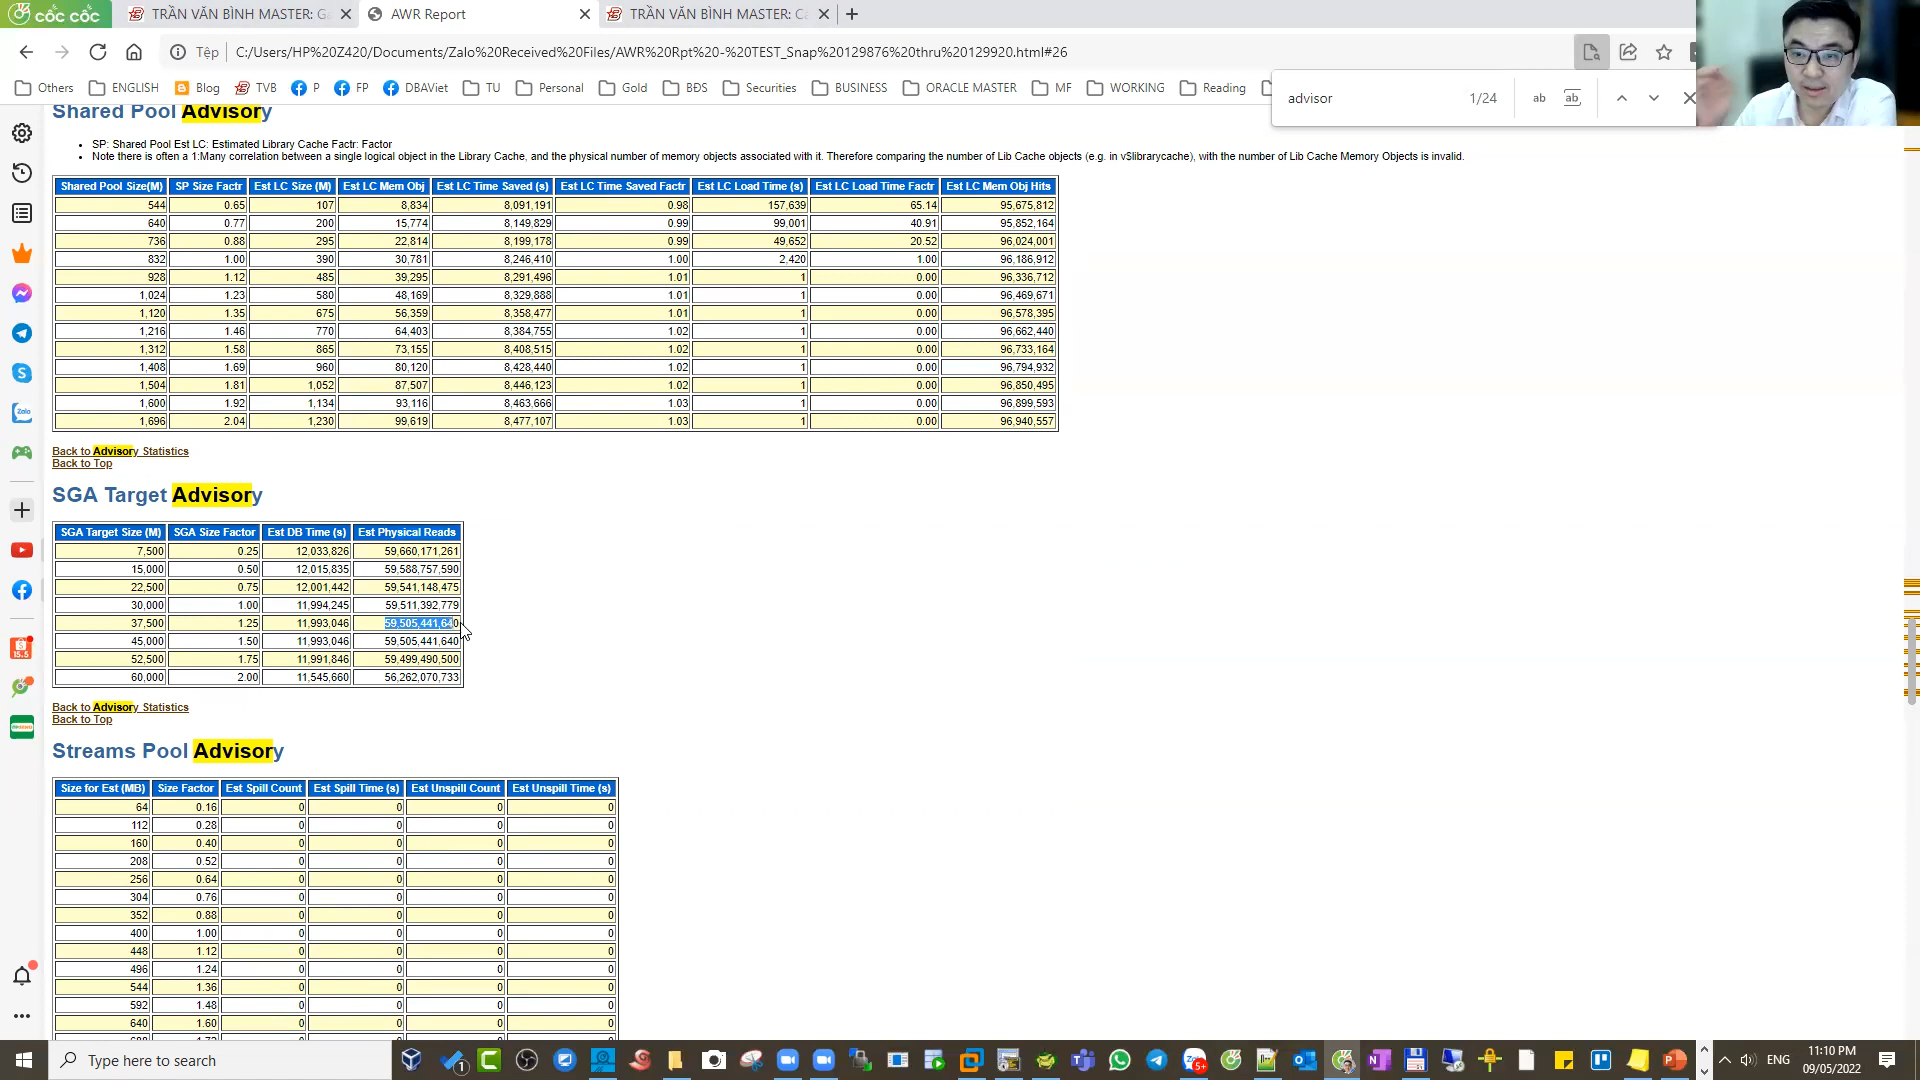 cốc cốc
TRẦN VĂN BÌNH MASTER: G
AWR Report
TRẦN VĂN BÌNH MASTER: C
Tệp
C:/Users/HP%20Z420/Documents/Zalo%20Received%20Files/AWR%20Rpt%20-%20TEST_Snap%20129876%20thru%20129920.html#26
Others ENGLISH Blog TVB P FP DBAViet TU Personal Gold BĐS Securities BUSINESS ORACLE MASTER MF WORKING Reading
advisor 1/24
Shared Pool Advisory
SP: Shared Pool Est LC: Estimated Library Cache Factr: Factor
Note there is often a 1:Many correlation between a single logical object in the Library Cache, and the physical number of memory objects associated with it. Therefore comparing the number of Lib Cache objects (e.g. in v$librarycache), with the number of Lib Cache Memory Objects is invalid.
Shared Pool Size(M) SP Size Factr Est LC Size (M) Est LC Mem Obj Est LC Time Saved (s) Est LC Time Saved Factr Est LC Load Time (s) Est LC Load Time Factr Est LC Mem Obj Hits
544 0.65 107 8,834 8,091,191 0.98 157,639 65.14 95,675,812
640 0.77 200 15,774 8,149,829 0.99 99,001 40.91 95,852,164
736 0.88 295 22,814 8,199,178 0.99 49,652 20.52 96,024,001
832 1.00 390 30,781 8,246,410 1.00 2,420 1.00 96,186,912
928 1.12 485 39,295 8,291,496 1.01 1 0.00 96,336,712
1,024 1.23 580 48,169 8,329,888 1.01 1 0.00 96,469,671
1,120 1.35 675 56,359 8,358,477 1.01 1 0.00 96,578,395
1,216 1.46 770 64,403 8,384,755 1.02 1 0.00 96,662,440
1,312 1.58 865 73,155 8,408,515 1.02 1 0.00 96,733,164
1,408 1.69 960 80,120 8,428,440 1.02 1 0.00 96,794,932
1,504 1.81 1,052 87,507 8,446,123 1.02 1 0.00 96,850,495
1,600 1.92 1,134 93,116 8,463,666 1.03 1 0.00 96,899,593
1,696 2.04 1,230 99,619 8,477,107 1.03 1 0.00 96,940,557
Back to Advisory Statistics
Back to Top
SGA Target Advisory
SGA Target Size (M) SGA Size Factor Est DB Time (s) Est Physical Reads
7,500 0.25 12,033,826 59,660,171,261
15,000 0.50 12,015,835 59,588,757,590
22,500 0.75 12,001,442 59,541,148,475
30,000 1.00 11,994,245 59,511,392,779
37,500 1.25 11,993,046 59,505,441,640
45,000 1.50 11,993,046 59,505,441,640
52,500 1.75 11,991,846 59,499,490,500
60,000 2.00 11,545,660 56,262,070,733
Back to Advisory Statistics
Back to Top
Streams Pool Advisory
Size for Est (MB) Size Factor Est Spill Count Est Spill Time (s) Est Unspill Count Est Unspill Time (s)
64 0.16 0 0 0 0
112 0.28 0 0 0 0
160 0.40 0 0 0 0
208 0.52 0 0 0 0
256 0.64 0 0 0 0
304 0.76 0 0 0 0
352 0.88 0 0 0 0
400 1.00 0 0 0 0
448 1.12 0 0 0 0
496 1.24 0 0 0 0
544 1.36 0 0 0 0
592 1.48 0 0 0 0
640 1.60 0 0 0 0
Type here to search
ENG
11:10 PM
09/05/2022